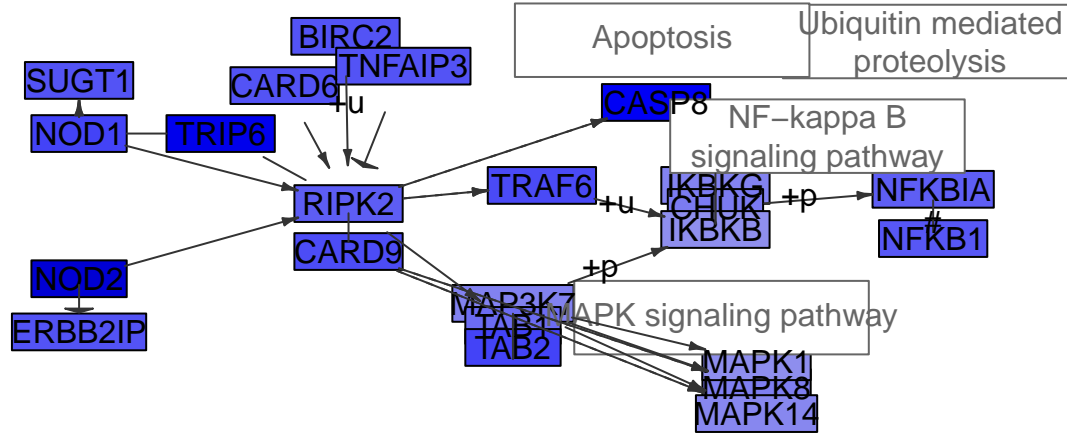 BIRC2
TNFAIP3
Apoptosis
Ubiquitin mediated
proteolysis
SUGT1
CARD6
+u
CASP8
NOD1
TRIP6
NF−kappa B
signaling pathway
RIPK2
TRAF6
+u
IKBKG
CHUK
IKBKB
+p
NFKBIA
#
NFKB1
CARD9
NOD2
ERBB2IP
+p
MAP3K7
TAB1
TAB2
MAPK signaling pathway
MAPK1
MAPK8
MAPK14